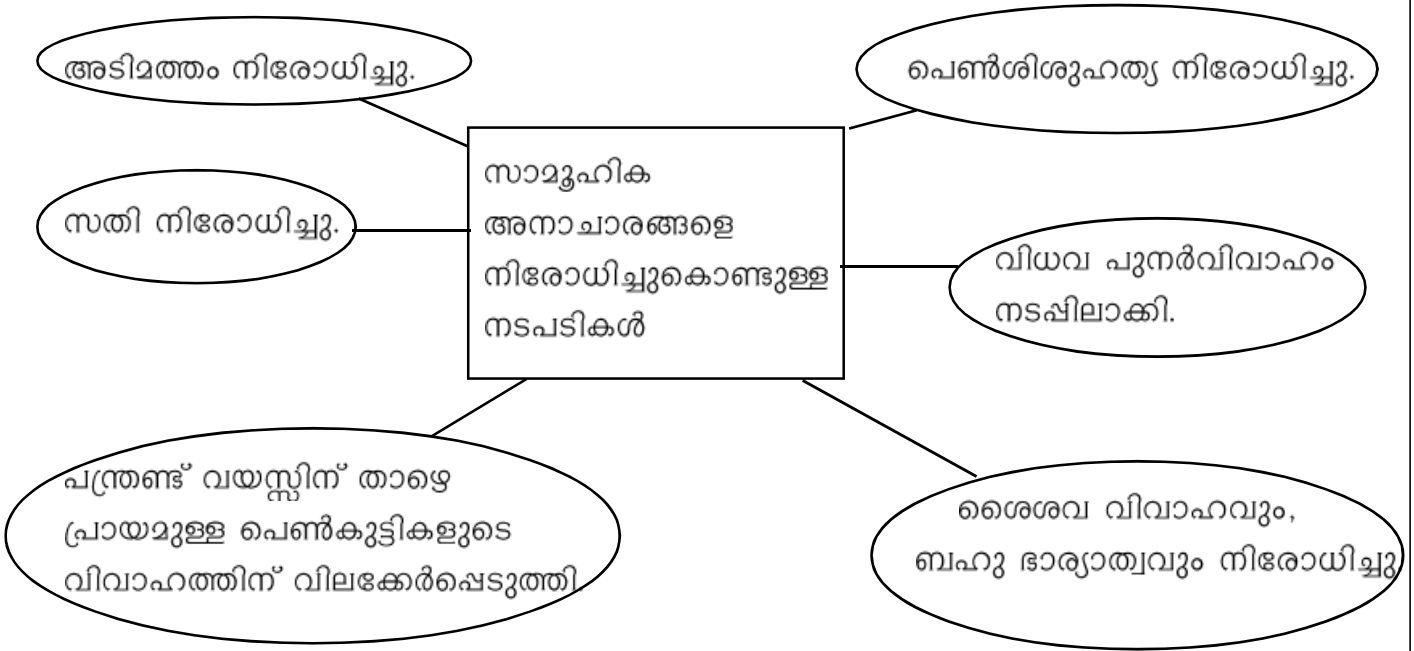 അടിമത്തം നിരോധിച്ചു.
പെൺശിശുഹത്യ നിരോധിച്ചു.
സാമൂഹിക
അനാചാരങ്ങളെ
നിരോധിച്ചുകൊണ്ടുള്ള
നടപടികൾ
സതി നിരോധിച്ചു.
വിധവ പുനർവിവാഹം
നടപ്പിലാക്കി.
പന്ത്രണ്ട് വയസ്സിന് താഴെ
പ്രായമുള്ള പെൺകുട്ടികളുടെ
വിവാഹത്തിന് വിലക്കേർപ്പെടുത്തി.
ശൈശവ വിവാഹവും,
ബഹു ഭാര്യാത്വവും നിരോധിച്ചു